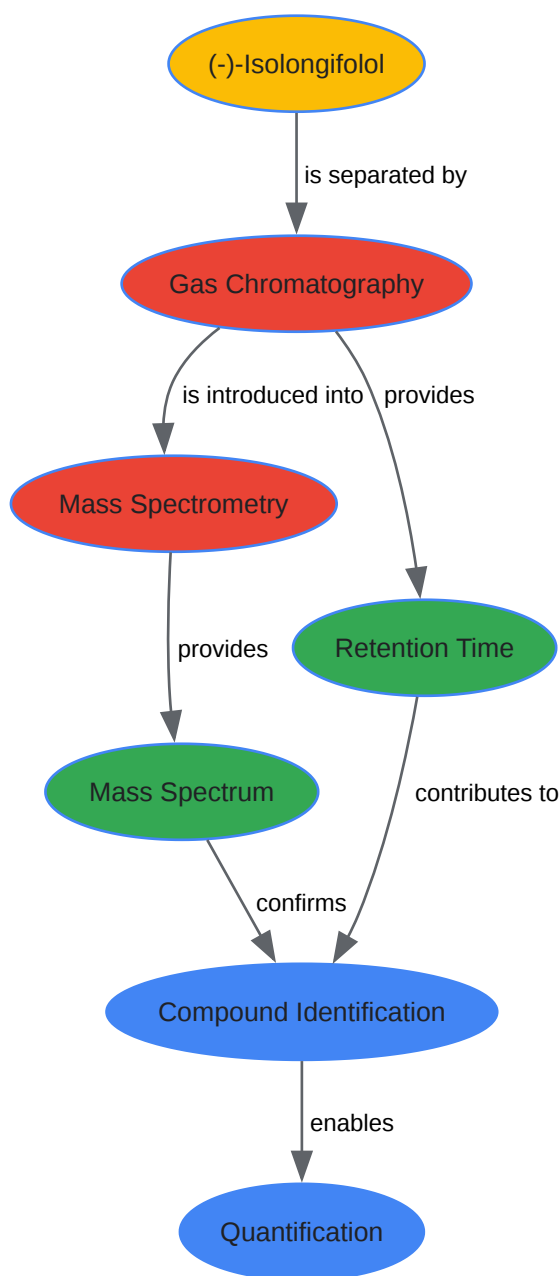 (-)-Isolongifolol
is separated by
Gas Chromatography
is introduced into
provides
Mass Spectrometry
provides
Retention Time
Mass Spectrum
contributes to
confirms
Compound Identification
enables
Quantification